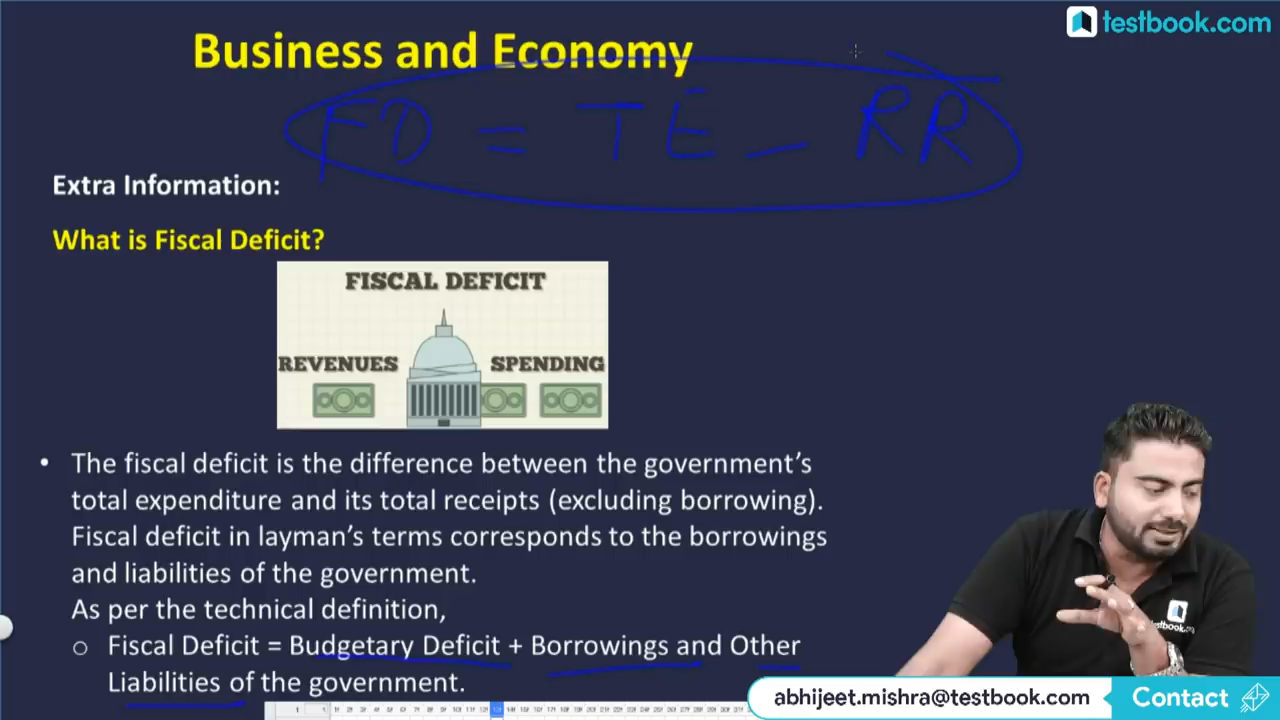 testbook.com
Business and Economy
FD = TE - RR
Extra Information:
What is Fiscal Deficit?
FISCAL DEFICIT
REVENUES SPENDING
• The fiscal deficit is the difference between the government's
total expenditure and its total receipts (excluding borrowing).
Fiscal deficit in layman's terms corresponds to the borrowings
and liabilities of the government.
As per the technical definition,
○ Fiscal Deficit = Budgetary Deficit + Borrowings and Other
Liabilities of the government.
testbook.com
abhijeet.mishra@testbook.com Contact